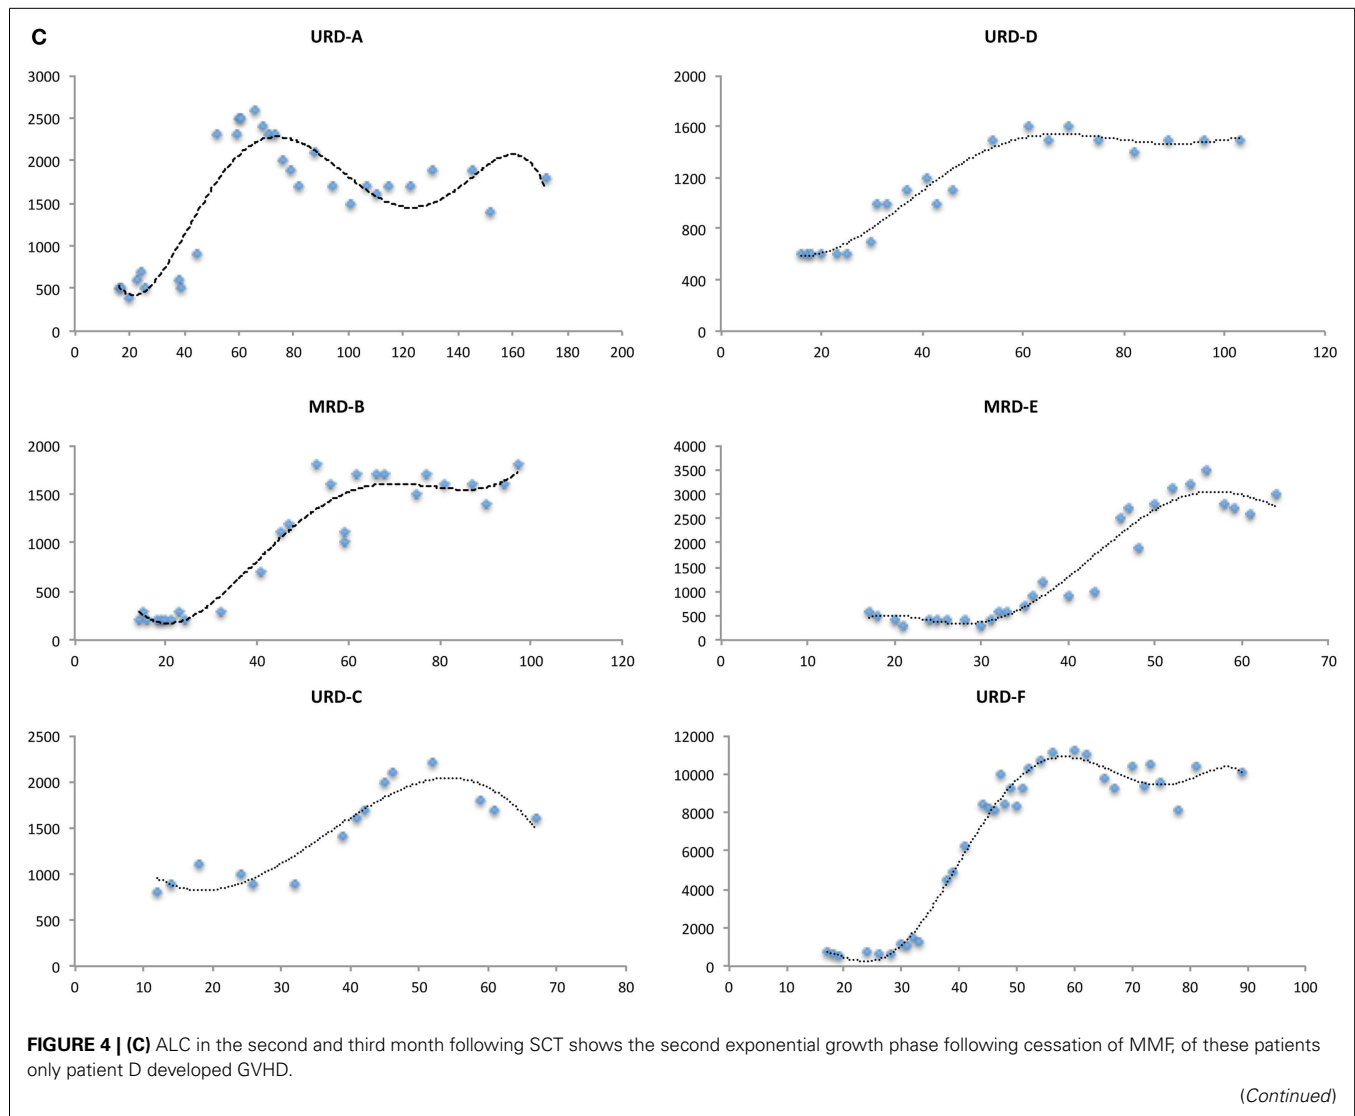 C
URD-A
3000
2500
2000
1500
1000
500
0
0 20 40 60 80 100 120 140 160 180 200
URD-D
2000
1600
1200
800
400
0
0 20 40 60 80 100 120
MRD-B
2000
1500
1000
500
0
0 20 40 60 80 100 120
MRD-E
4000
3500
3000
2500
2000
1500
1000
500
0
0 10 20 30 40 50 60 70
URD-C
2500
2000
1500
1000
500
0
0 10 20 30 40 50 60 70 80
URD-F
12000
10000
8000
6000
4000
2000
0
0 10 20 30 40 50 60 70 80 90 100
FIGURE 4 | (C) ALC in the second and third month following SCT shows the second exponential growth phase following cessation of MMF, of these patients
only patient D developed GVHD.
(Continued)